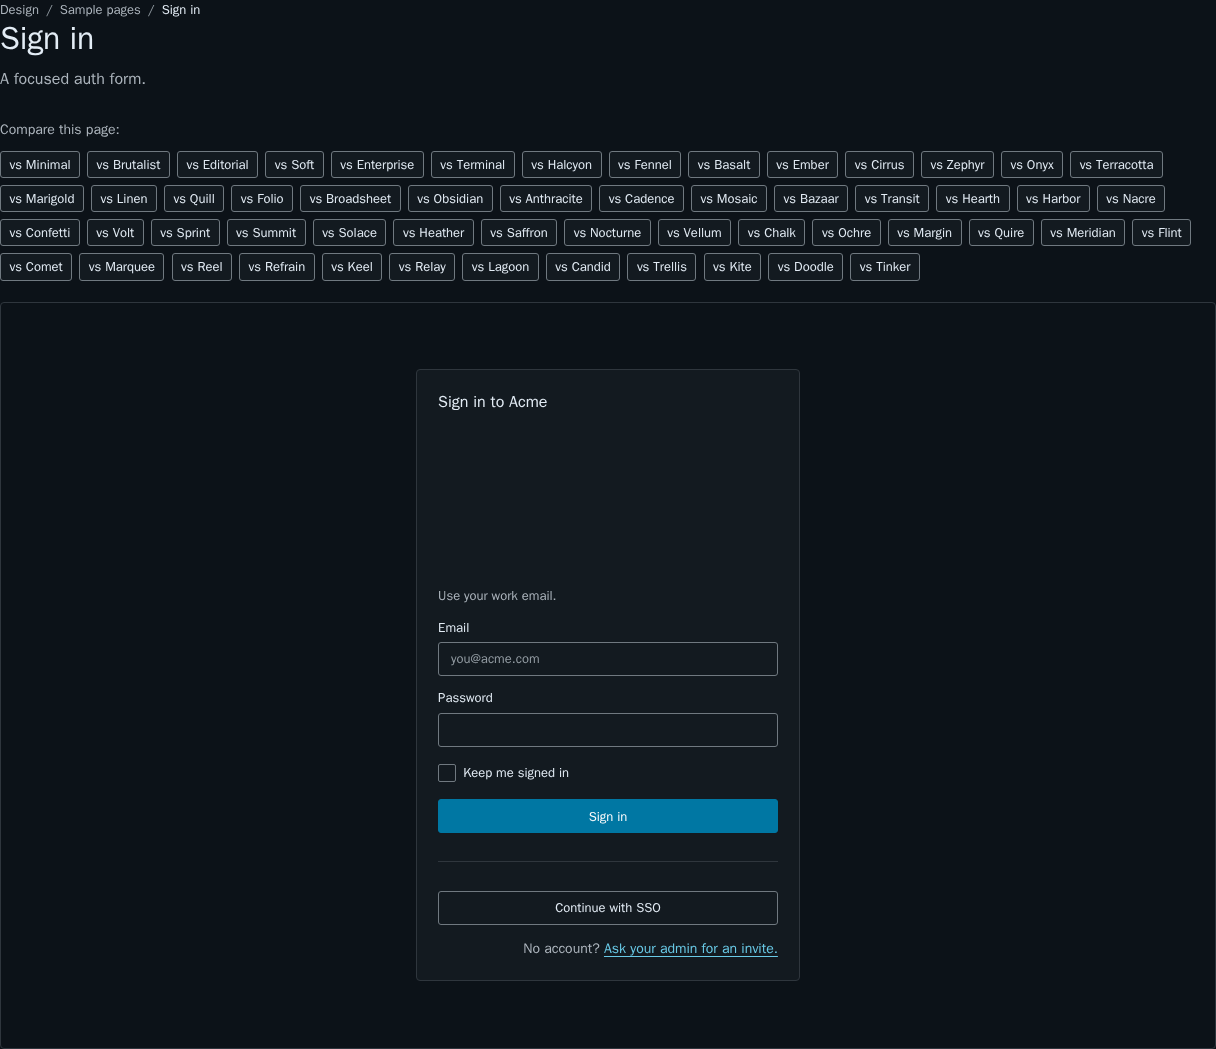 Design / Sample pages / Sign in
Sign in
A focused auth form.
Compare this page:
vs Minimal vs Brutalist vs Editorial vs Soft vs Enterprise vs Terminal vs Halcyon vs Fennel vs Basalt vs Ember vs Cirrus vs Zephyr vs Onyx vs Terracotta
vs Marigold vs Linen vs Quill vs Folio vs Broadsheet vs Obsidian vs Anthracite vs Cadence vs Mosaic vs Bazaar vs Transit vs Hearth vs Harbor vs Nacre
vs Confetti vs Volt vs Sprint vs Summit vs Solace vs Heather vs Saffron vs Nocturne vs Vellum vs Chalk vs Ochre vs Margin vs Quire vs Meridian vs Flint
vs Comet vs Marquee vs Reel vs Refrain vs Keel vs Relay vs Lagoon vs Candid vs Trellis vs Kite vs Doodle vs Tinker
Sign in to Acme
Use your work email.
Email
you@acme.com
Password
Keep me signed in
Sign in
Continue with SSO
No account? Ask your admin for an invite.